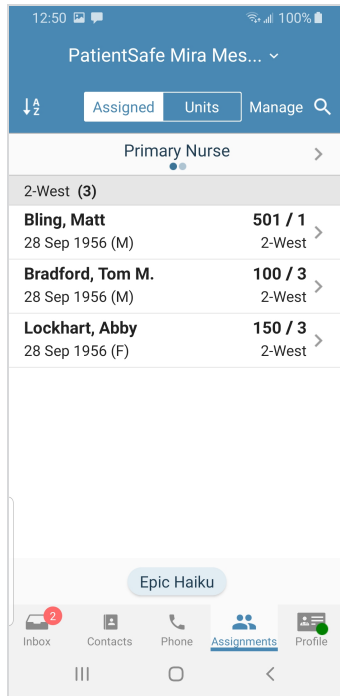 12:50 100%
PatientSafe Mira Mes...
A Z Assigned Units Manage
Primary Nurse
2-West (3)
Bling, Matt 501 / 1
28 Sep 1956 (M) 2-West
Bradford, Tom M. 100 / 3
28 Sep 1956 (M) 2-West
Lockhart, Abby 150 / 3
28 Sep 1956 (F) 2-West
Epic Haiku
2
Inbox Contacts Phone Assignments Profile